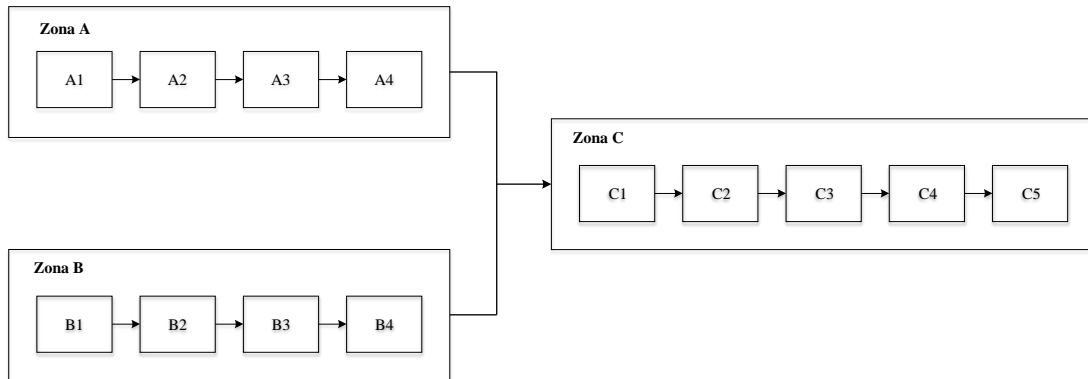 Zona A
A1 A2 A3 A4
Zona C
C1 C2 C3 C4 C5
Zona B
B1 B2 B3 B4